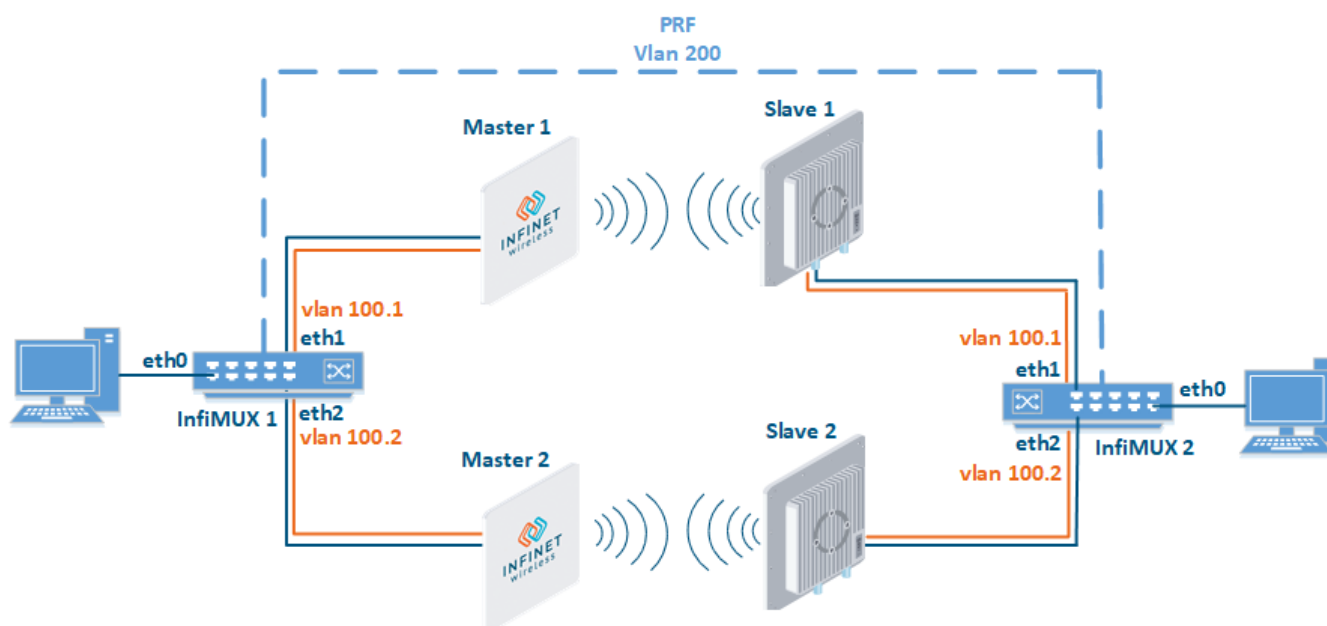 PRF
Vlan 200
Master 1
Slave 1
INFINET
wireless
vlan 100.1
eth1
eth0
InfiMUX 1
eth2
vlan 100.2
vlan 100.1
eth1
eth0
InfiMUX 2
eth2
vlan 100.2
Master 2
Slave 2
INFINET
wireless